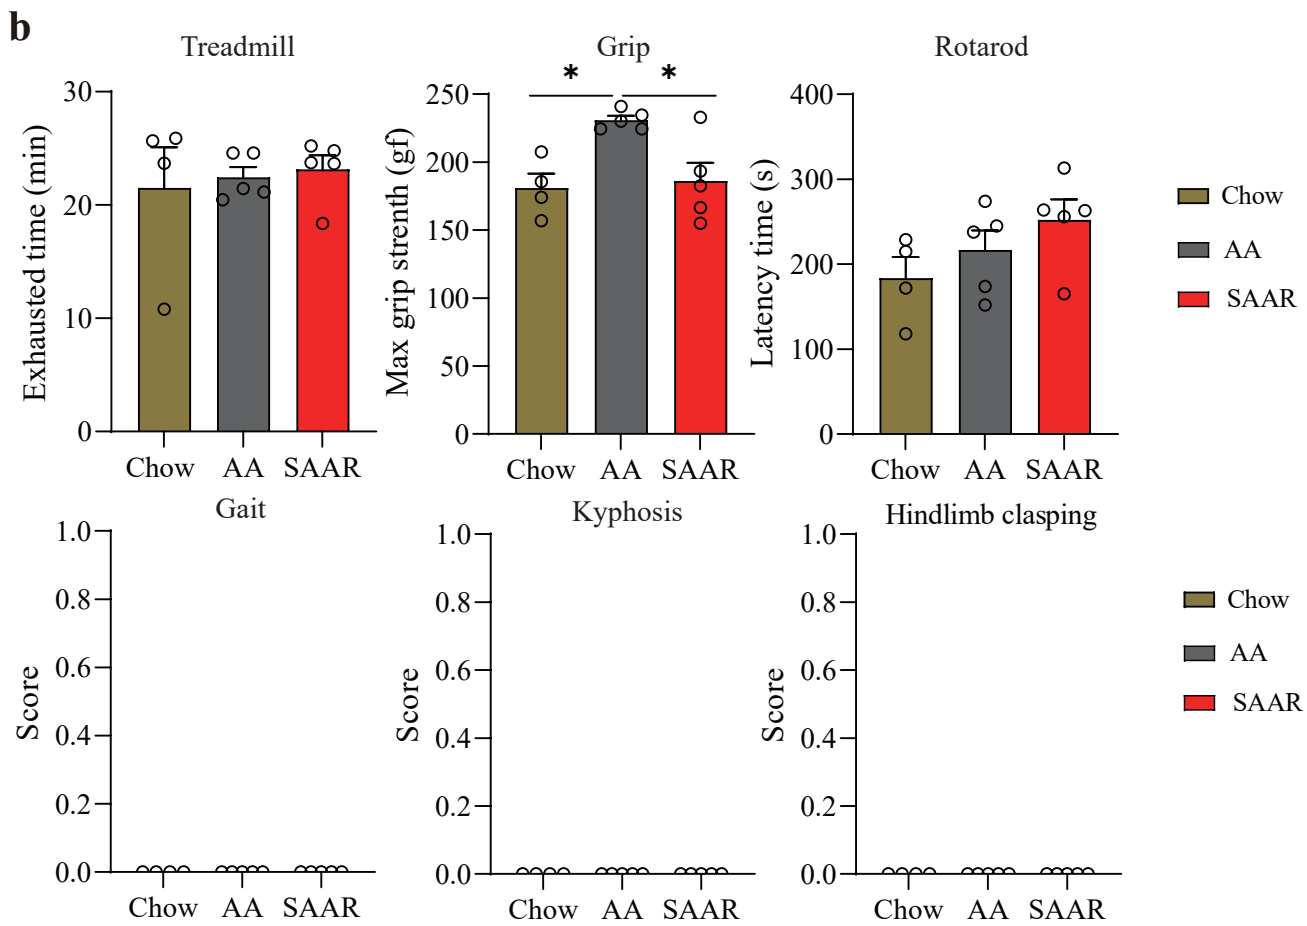 b
Treadmill
Exhausted time (min)
30
20
10
0
Chow AA SAAR
Grip
* *
Max grip strenth (gf)
250
200
150
100
50
0
Chow AA SAAR
Rotarod
Latency time (s)
400
300
200
100
0
Chow AA SAAR
Chow
AA
SAAR
Gait
Score
1.0
0.8
0.6
0.4
0.2
0.0
Chow AA SAAR
Kyphosis
Score
1.0
0.8
0.6
0.4
0.2
0.0
Chow AA SAAR
Hindlimb clasping
Score
1.0
0.8
0.6
0.4
0.2
0.0
Chow AA SAAR
Chow
AA
SAAR